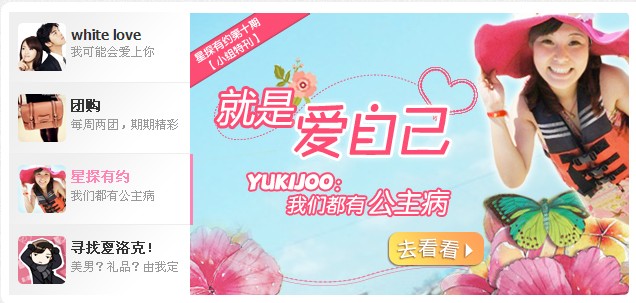 white love
我可能会爱上你
团购
每周两团，期期精彩
星探有约
我们都有公主病
寻找夏洛克！
美男？礼品？由我定
星探有约第十期
【小组特刊】
就是
爱自己
YUKIJOO：
我们都有公主病
去看看